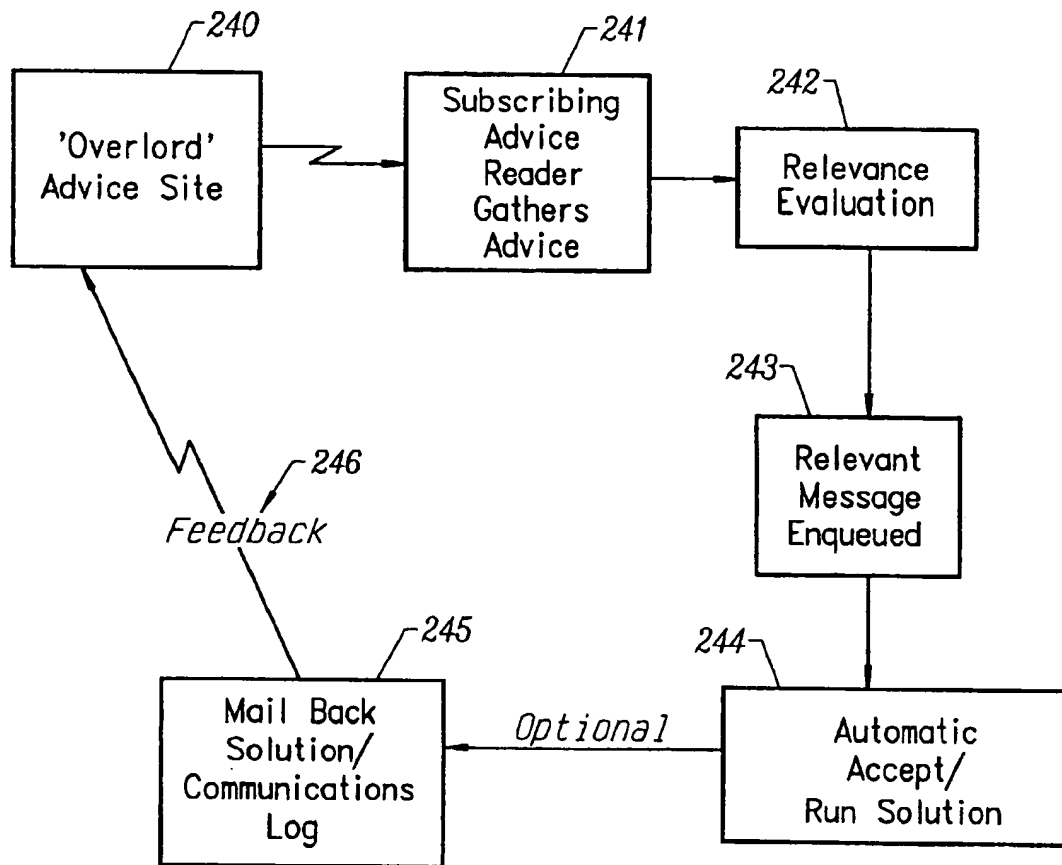 240
'Overlord'
Advice Site
241
Subscribing
Advice
Reader
Gathers
Advice
242
Relevance
Evaluation
243
Relevant
Message
Enqueued
244
Automatic
Accept/
Run Solution
Optional
245
Mail Back
Solution/
Communications
Log
246
Feedback